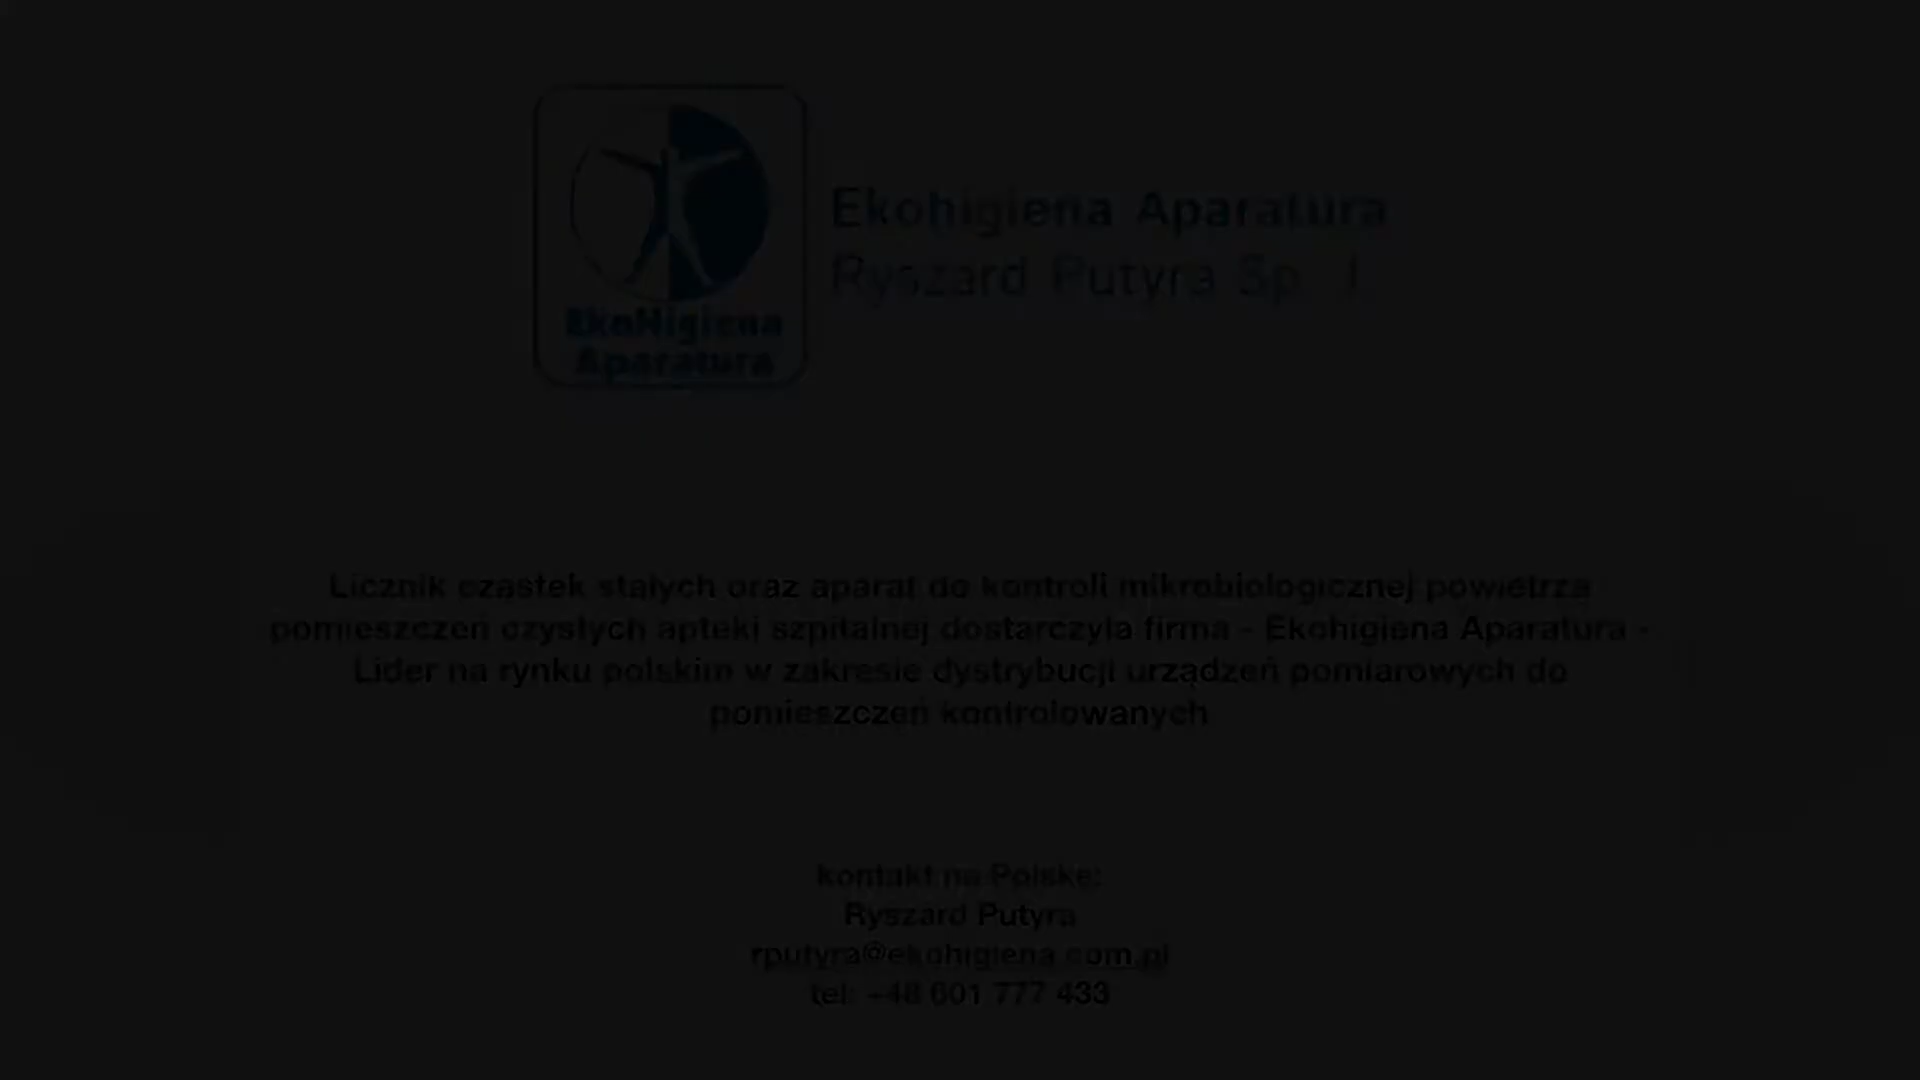 EkoHigiena
Aparatura
Ekohigiena Aparatura
Ryszard Putyra Sp. J.
Licznik cząstek stałych oraz aparat do kontroli mikrobiologicznej powietrza
pomieszczeń czystych apteki szpitalnej dostarczyła firma - Ekohigiena Aparatura -
Lider na rynku polskim w zakresie dystrybucji urządzeń pomiarowych do
pomieszczeń kontrolowanych
kontakt na Polskę:
Ryszard Putyra
rputyra@ekohigiena.com.pl
tel: +48 601 777 433